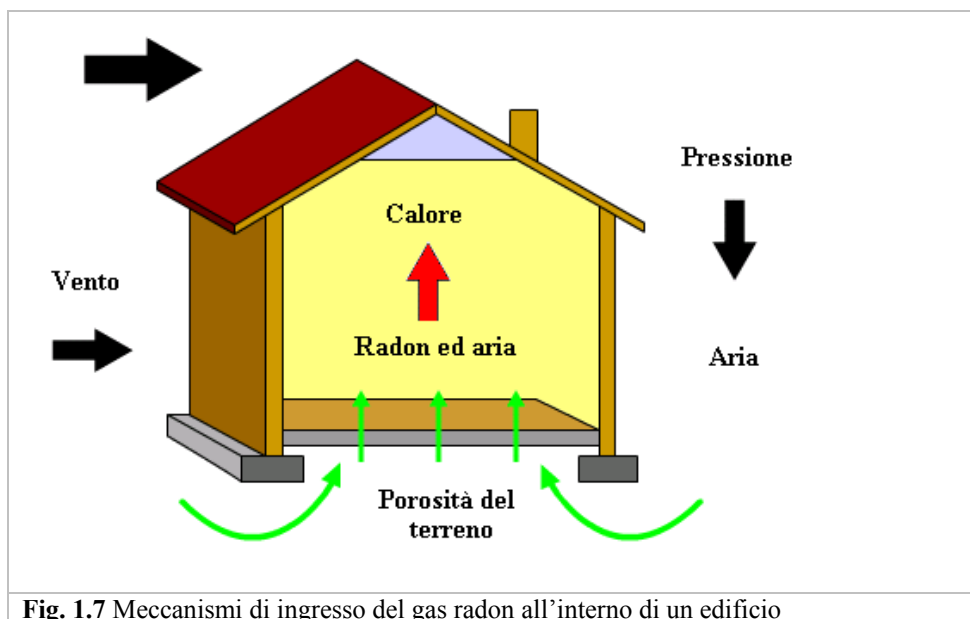 Pressione
Calore
Vento
Radon ed aria
Aria
Porosità del
terreno
Fig. 1.7 Meccanismi di ingresso del gas radon all'interno di un edificio